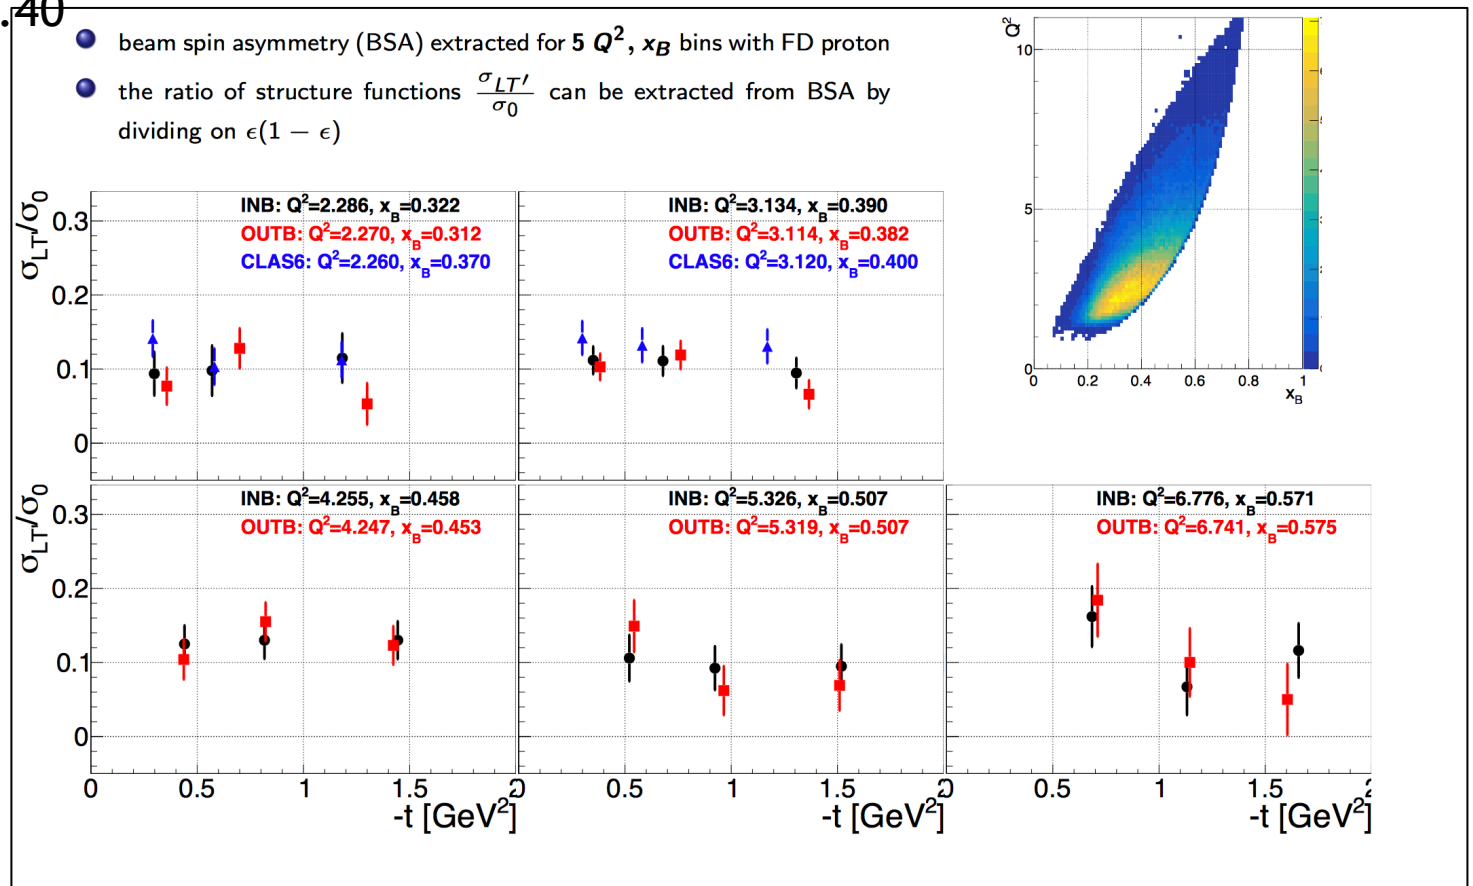 .40
beam spin asymmetry (BSA) extracted for 5 Q², x_B bins with FD proton
the ratio of structure functions σ_LT′/σ_0 can be extracted from BSA by
dividing on ϵ(1 − ϵ)
Q²
10
5
0
0 0.2 0.4 0.6 0.8 1
x_B
σ_LT′/σ_0
0.3
0.2
0.1
0
INB: Q²=2.286, x_B=0.322
OUTB: Q²=2.270, x_B=0.312
CLAS6: Q²=2.260, x_B=0.370
INB: Q²=3.134, x_B=0.390
OUTB: Q²=3.114, x_B=0.382
CLAS6: Q²=3.120, x_B=0.400
σ_LT′/σ_0
0.3
0.2
0.1
0
INB: Q²=4.255, x_B=0.458
OUTB: Q²=4.247, x_B=0.453
INB: Q²=5.326, x_B=0.507
OUTB: Q²=5.319, x_B=0.507
INB: Q²=6.776, x_B=0.571
OUTB: Q²=6.741, x_B=0.575
0 0.5 1 1.5 0.5 1 1.5 0.5 1 1.5
-t [GeV²] -t [GeV²] -t [GeV²]